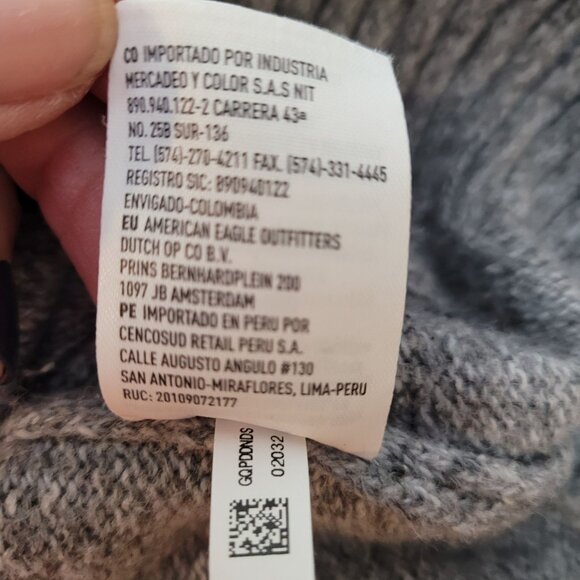 CO IMPORTADO POR INDUSTRIA
MERCADEO Y COLOR S.A.S NIT
890.940.122-2 CARRERA 43ª
NO. 25B SUR-136
TEL. (574)-270-4211 FAX. (574)-331-4445
REGISTRO SIC: 890940122
ENVIGADO-COLOMBIA
EU AMERICAN EAGLE OUTFITTERS
DUTCH OP CO B.V.
PRINS BERNHARDPLEIN 200
1097 JB AMSTERDAM
PE IMPORTADO EN PERU POR
CENCOSUD RETAIL PERU S.A.
CALLE AUGUSTO ANGULO #130
SAN ANTONIO-MIRAFLORES, LIMA-PERU
RUC: 20109072177
GQPDDNDS
02032